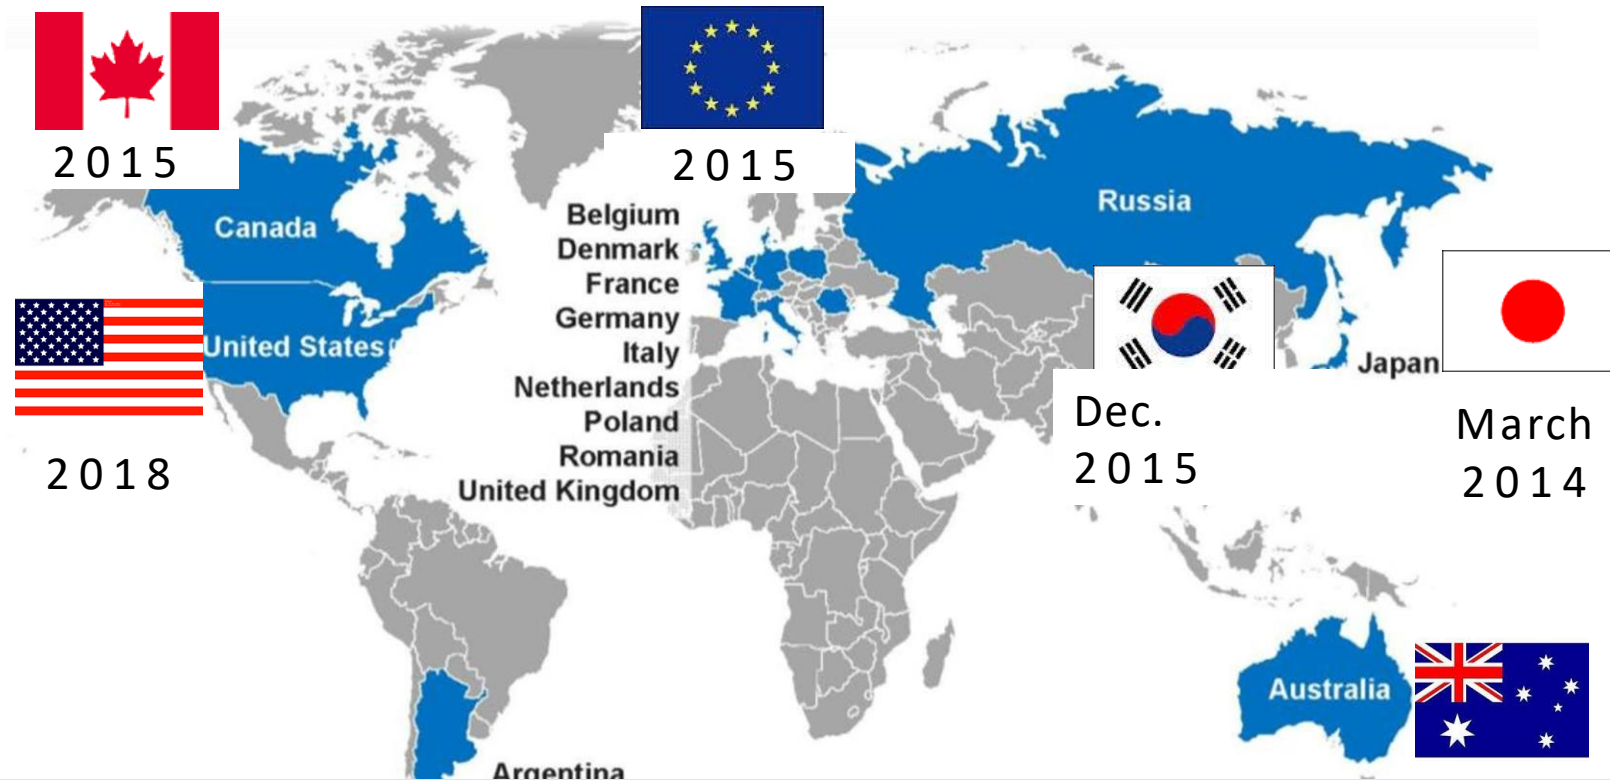 2015
2015
Canada
Russia
Belgium
Denmark
France
Germany
Italy
Netherlands
Poland
Romania
United Kingdom
United States
2018
Japan
Dec.
2015
March
2014
Australia
Argentina